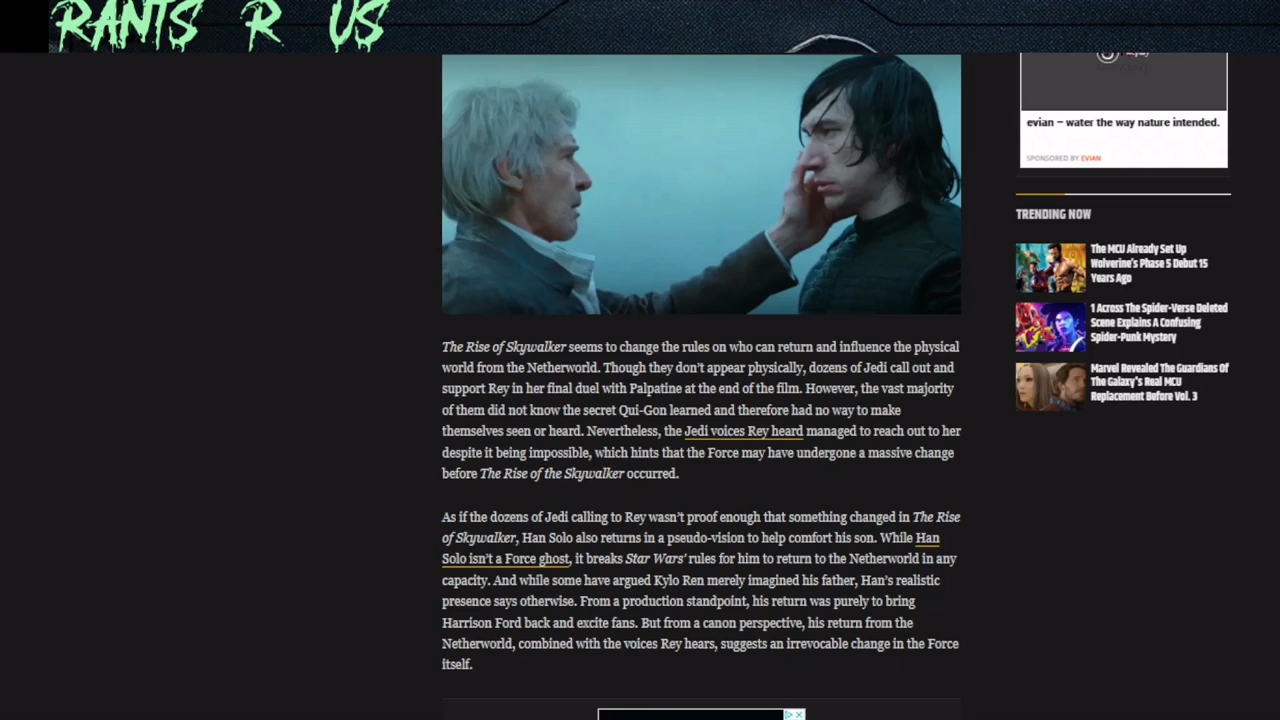 RANTS R US
evian – water the way nature intended.
SPONSORED BY EVIAN
TRENDING NOW
The MCU Already Set Up
Wolverine's Phase 5 Debut 15
Years Ago
1 Across The Spider-Verse Deleted
Scene Explains A Confusing
Spider-Punk Mystery
Marvel Revealed The Guardians Of
The Galaxy's Real MCU
Replacement Before Vol. 3
The Rise of Skywalker seems to change the rules on who can return and influence the physical
world from the Netherworld. Though they don't appear physically, dozens of Jedi call out and
support Rey in her final duel with Palpatine at the end of the film. However, the vast majority
of them did not know the secret Qui-Gon learned and therefore had no way to make
themselves seen or heard. Nevertheless, the Jedi voices Rey heard managed to reach out to her
despite it being impossible, which hints that the Force may have undergone a massive change
before The Rise of the Skywalker occurred.
As if the dozens of Jedi calling to Rey wasn't proof enough that something changed in The Rise
of Skywalker, Han Solo also returns in a pseudo-vision to help comfort his son. While Han
Solo isn't a Force ghost, it breaks Star Wars' rules for him to return to the Netherworld in any
capacity. And while some have argued Kylo Ren merely imagined his father, Han's realistic
presence says otherwise. From a production standpoint, his return was purely to bring
Harrison Ford back and excite fans. But from a canon perspective, his return from the
Netherworld, combined with the voices Rey hears, suggests an irrevocable change in the Force
itself.